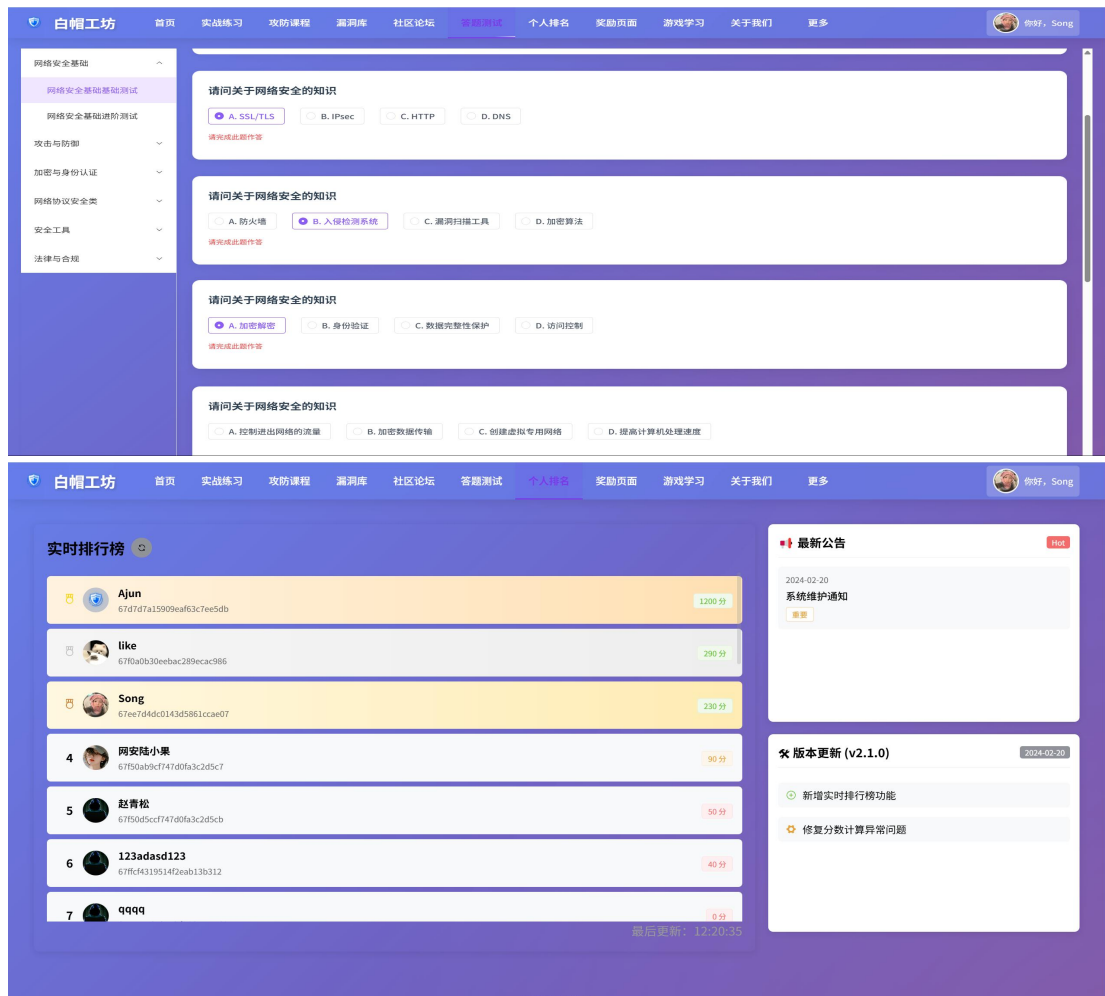 白帽工坊 首页 实战练习 攻防课程 漏洞库 社区论坛 答题测试 个人排名 奖励页面 游戏学习 关于我们 更多 你好，Song
网络安全基础
网络安全基础基础测试
网络安全基础进阶测试
攻击与防御
加密与身份认证
网络协议安全类
安全工具
法律与合规
请问关于网络安全的知识
A. SSL/TLS B. IPsec C. HTTP D. DNS
请完成此题作答
请问关于网络安全的知识
A. 防火墙 B. 入侵检测系统 C. 漏洞扫描工具 D. 加密算法
请完成此题作答
请问关于网络安全的知识
A. 加密解密 B. 身份验证 C. 数据完整性保护 D. 访问控制
请完成此题作答
请问关于网络安全的知识
A. 控制进出网络的流量 B. 加密数据传输 C. 创建虚拟专用网络 D. 提高计算机处理速度
白帽工坊 首页 实战练习 攻防课程 漏洞库 社区论坛 答题测试 个人排名 奖励页面 游戏学习 关于我们 更多 你好，Song
实时排行榜
Ajun
67d7d7a15909eaf63c7ee5db
1200 分
like
67f0a0b30eebac289ecac986
290 分
Song
67ee7d4dc0143d5861ccae07
230 分
4 网安陆小果
67f50ab9cf747d0fa3c2d5c7
90 分
5 赵青松
67f50d5ccf747d0fa3c2d5cb
50 分
6 123adasd123
67ffcf4319514f2eab13b312
40 分
7 qqqq
0 分
最后更新：12:20:35
最新公告 Hot
2024-02-20
系统维护通知
重要
版本更新 (v2.1.0) 2024-02-20
新增实时排行榜功能
修复分数计算异常问题